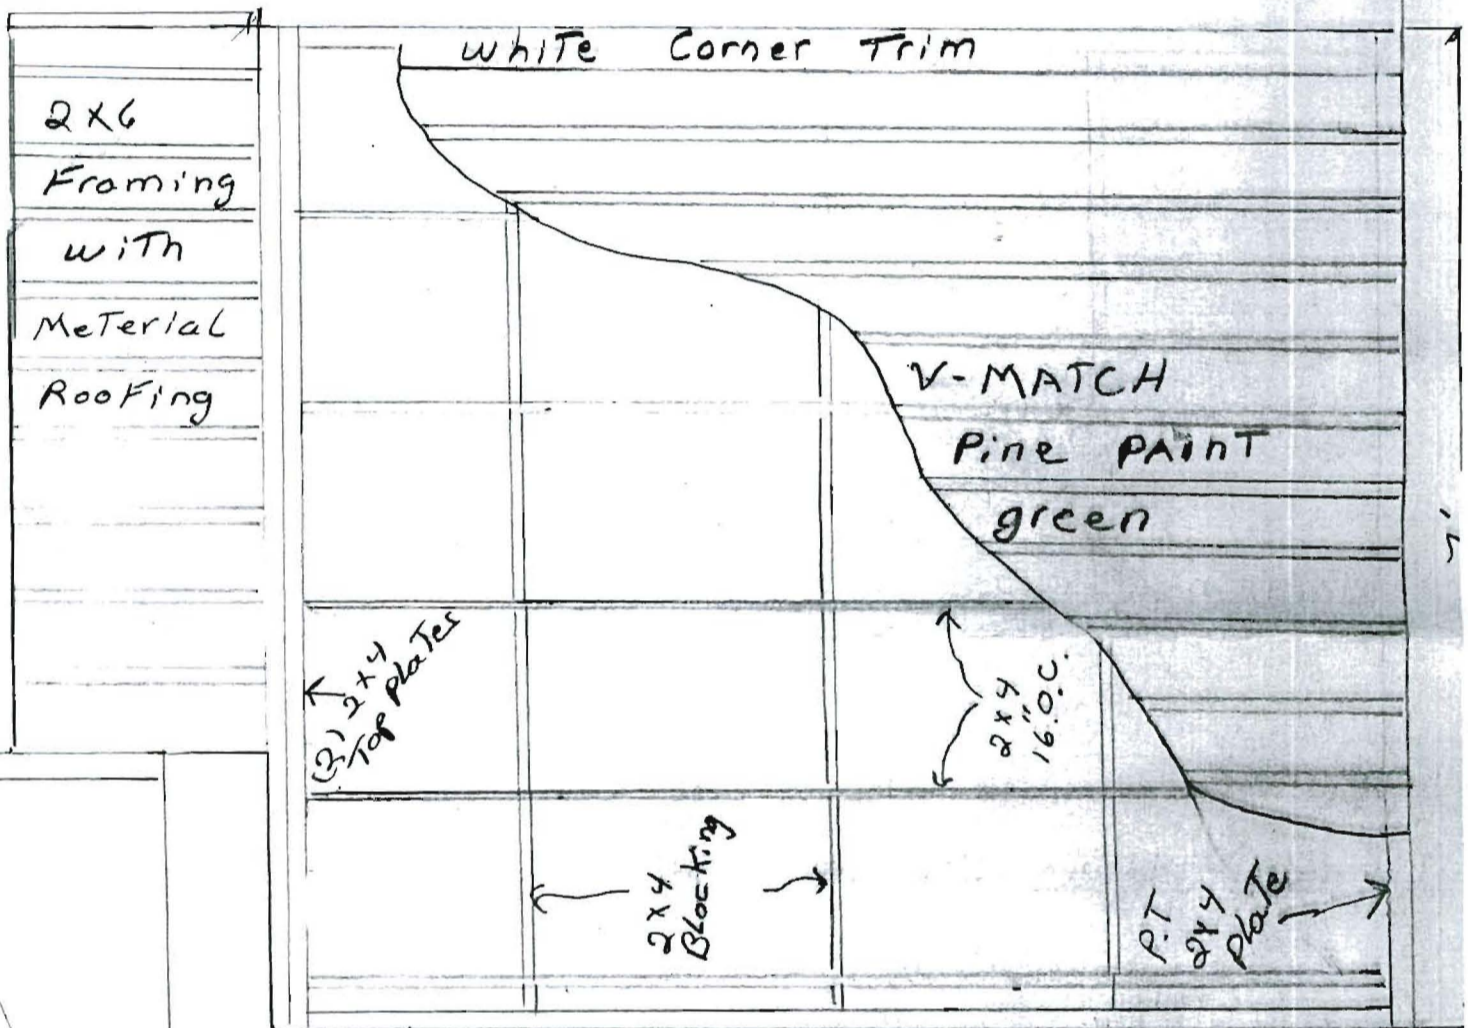 white Corner Trim
2x6
Framing
with
MeTerial
RooFing
V-MATCH
Pine PAinT
green
(2) 2x4
Top plaTes
2x4
16" O.C.
2x4
BLocking
P.T
2x4
plaTe
7'